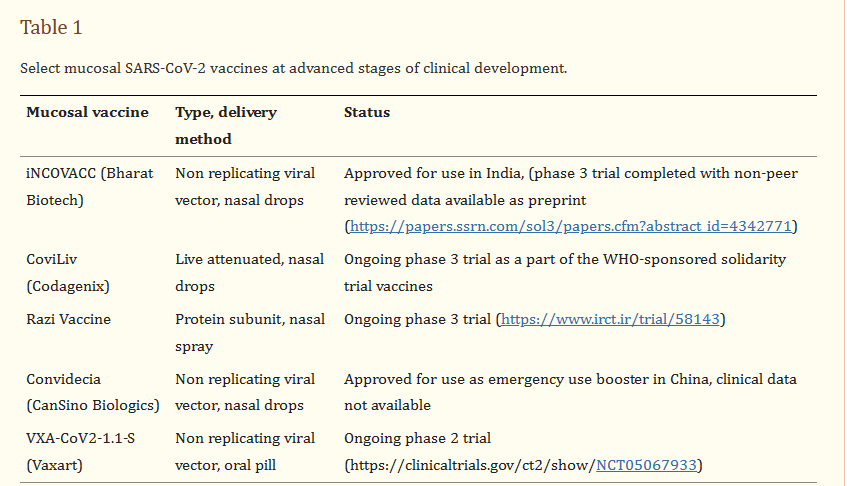 Table 1
Select mucosal SARS-CoV-2 vaccines at advanced stages of clinical development.
Mucosal vaccine Type, delivery method Status
iNCOVACC (Bharat Biotech) Non replicating viral vector, nasal drops Approved for use in India, (phase 3 trial completed with non-peer reviewed data available as preprint (https://papers.ssrn.com/sol3/papers.cfm?abstract_id=4342771)
CoviLiv (Codagenix) Live attenuated, nasal drops Ongoing phase 3 trial as a part of the WHO-sponsored solidarity trial vaccines
Razi Vaccine Protein subunit, nasal spray Ongoing phase 3 trial (https://www.irct.ir/trial/58143)
Convidecia (CanSino Biologics) Non replicating viral vector, nasal drops Approved for use as emergency use booster in China, clinical data not available
VXA-CoV2-1.1-S (Vaxart) Non replicating viral vector, oral pill Ongoing phase 2 trial (https://clinicaltrials.gov/ct2/show/NCT05067933)